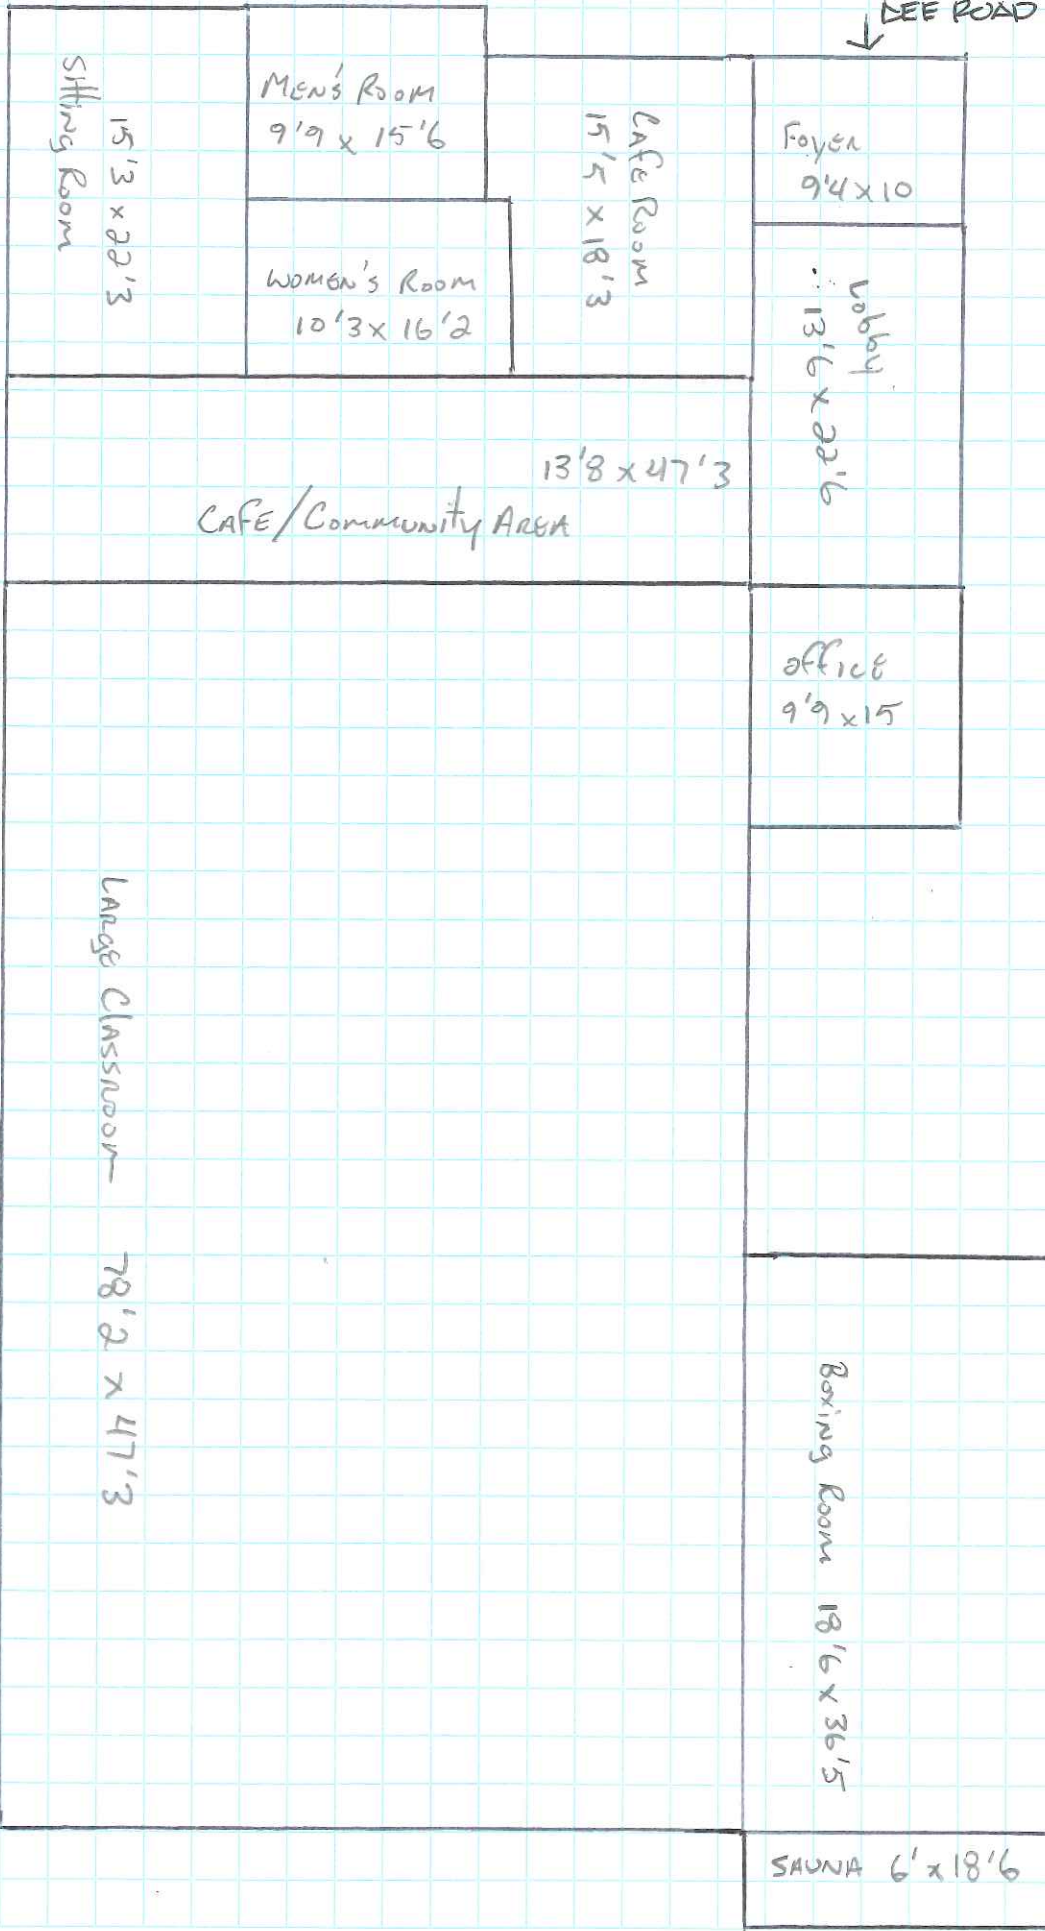 DEE ROAD
MEN'S ROOM
9'9 x 15'6
Sitting Room
15'3 x 22'3
CAFE ROOM
15'5 x 18'3
FOYER
9'4 x 10
WOMEN'S ROOM
10'3 x 16'2
Lobby
13'6 x 22'6
13'8 x 47'3
CAFE/Community AREA
OFFICE
9'9 x 15
LARGE CLASSROOM 78'2 x 47'3
Boxing Room 18'6 x 36'5
SAUNA 6' x 18'6